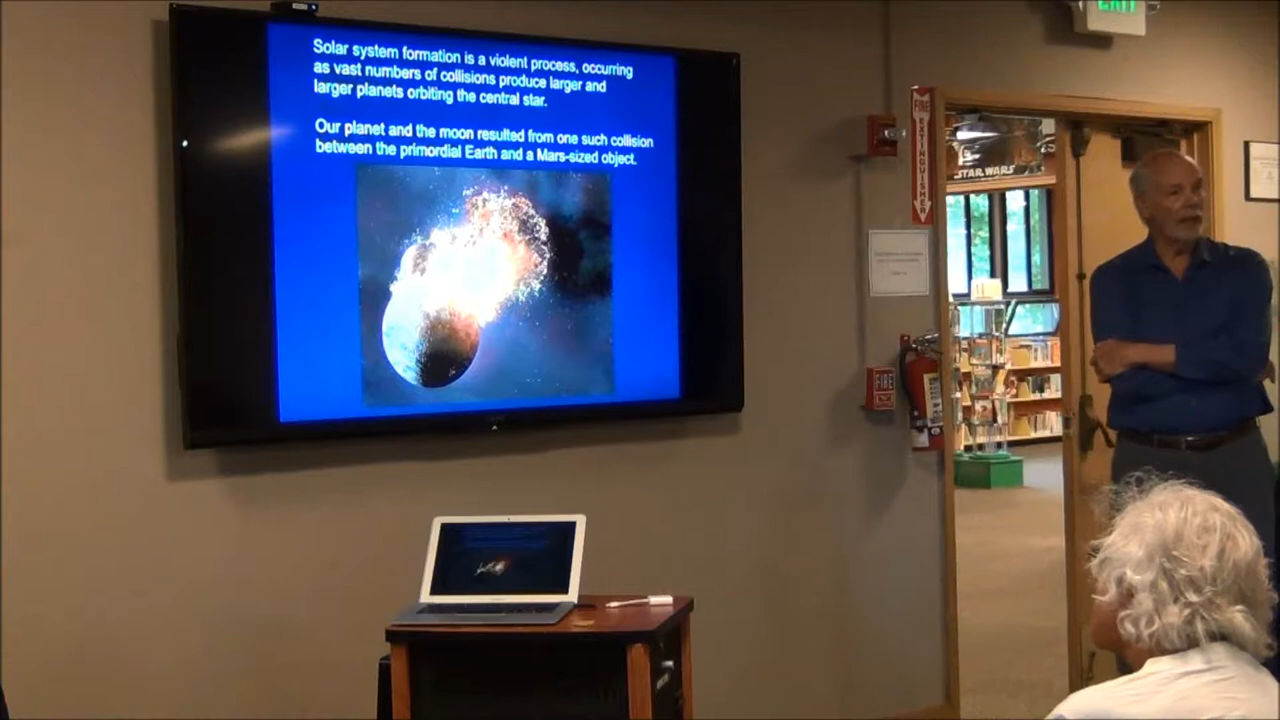 Solar system formation is a violent process, occurring
as vast numbers of collisions produce larger and
larger planets orbiting the central star.
Our planet and the moon resulted from one such collision
between the primordial Earth and a Mars-sized object.
EXIT
FIRE
EXTINGUISHER
STAR WARS
FIRE